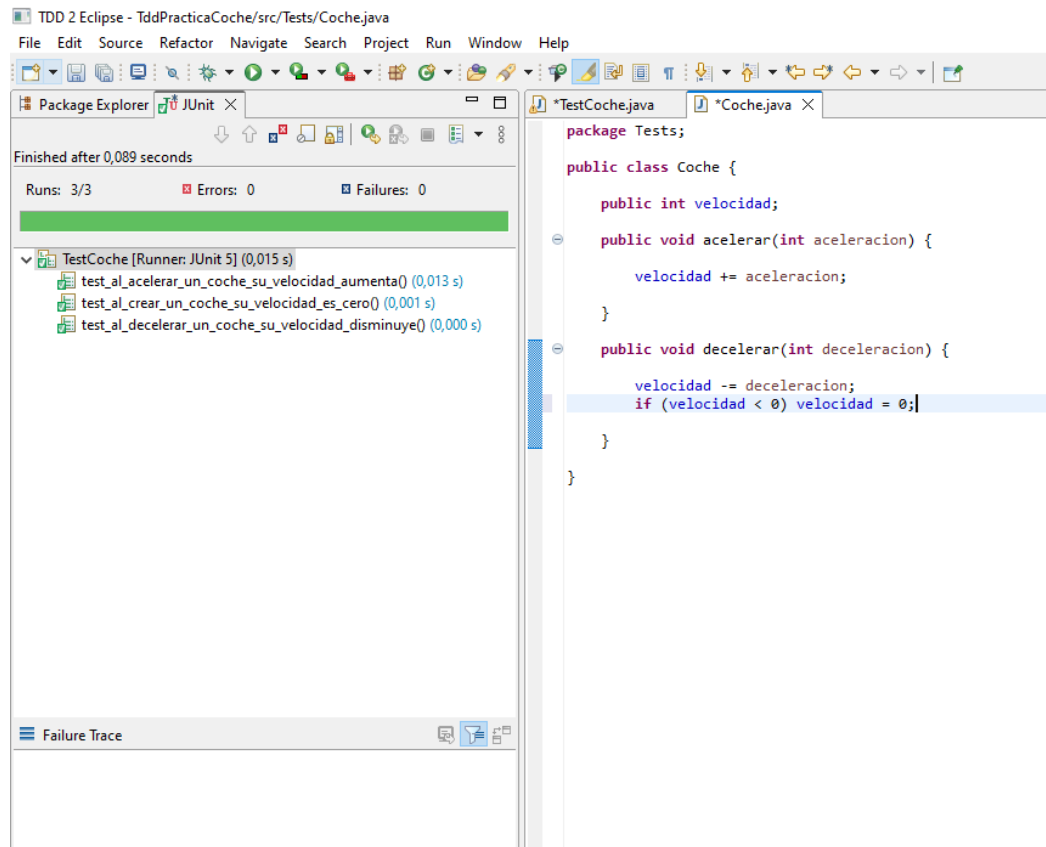 TDD 2 Eclipse - TddPracticaCoche/src/Tests/Coche.java
File Edit Source Refactor Navigate Search Project Run Window Help
Package Explorer JUnit
*TestCoche.java *Coche.java
Finished after 0,089 seconds
Runs: 3/3 Errors: 0 Failures: 0
TestCoche [Runner: JUnit 5] (0,015 s)
test_al_acelerar_un_coche_su_velocidad_aumenta() (0,013 s)
test_al_crear_un_coche_su_velocidad_es_cero() (0,001 s)
test_al_decelerar_un_coche_su_velocidad_disminuye() (0,000 s)
Failure Trace
package Tests;
public class Coche {
public int velocidad;
public void acelerar(int aceleracion) {
velocidad += aceleracion;
}
public void decelerar(int deceleracion) {
velocidad -= deceleracion;
if (velocidad < 0) velocidad = 0;
}
}